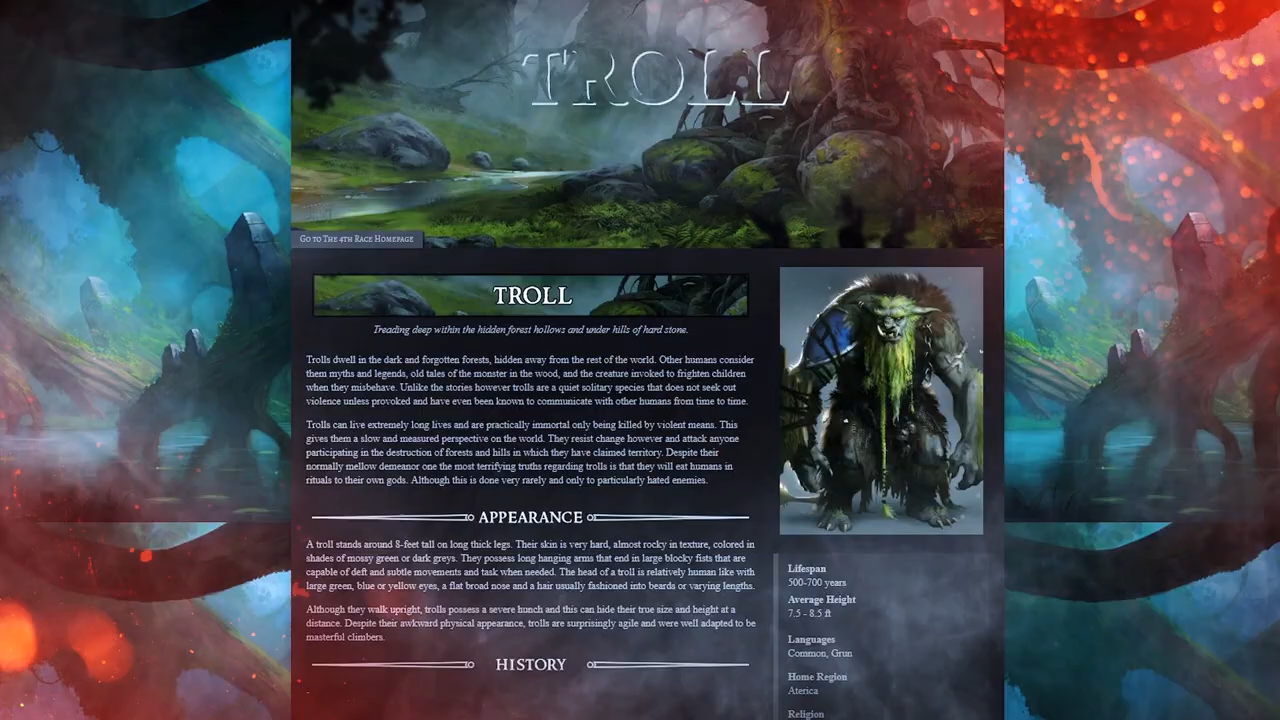 TROLL
Go to The 4th Race Homepage
TROLL
Treading deep within the hidden forest hollows and under hills of hard stone.
Trolls dwell in the dark and forgotten forests, hidden away from the rest of the world. Other humans consider
them myths and legends, old tales of the monster in the wood, and the creature invoked to frighten children
when they misbehave. Unlike the stories however trolls are a quiet solitary species that does not seek out
violence unless provoked and have even been known to communicate with other humans from time to time.
Trolls can live extremely long lives and are practically immortal only being killed by violent means. This
gives them a slow and measured perspective on the world. They resist change however and attack anyone
participating in the destruction of forests and hills in which they have claimed territory. Despite their
normally mellow demeanor one the most terrifying truths regarding trolls is that they will eat humans in
rituals to their own gods. Although this is done very rarely and only to particularly hated enemies.
APPEARANCE
A troll stands around 8-feet tall on long thick legs. Their skin is very hard, almost rocky in texture, colored in
shades of mossy green or dark greys. They possess long hanging arms that end in large blocky fists that are
capable of deft and subtle movements and task when needed. The head of a troll is relatively human like with
large green, blue or yellow eyes, a flat broad nose and a hair usually fashioned into beards or varying lengths.
Although they walk upright, trolls possess a severe hunch and this can hide their true size and height at a
distance. Despite their awkward physical appearance, trolls are surprisingly agile and were well adapted to be
masterful climbers.
HISTORY
Lifespan
500-700 years
Average Height
7.5 - 8.5 ft
Languages
Common, Grun
Home Region
Aterica
Religion